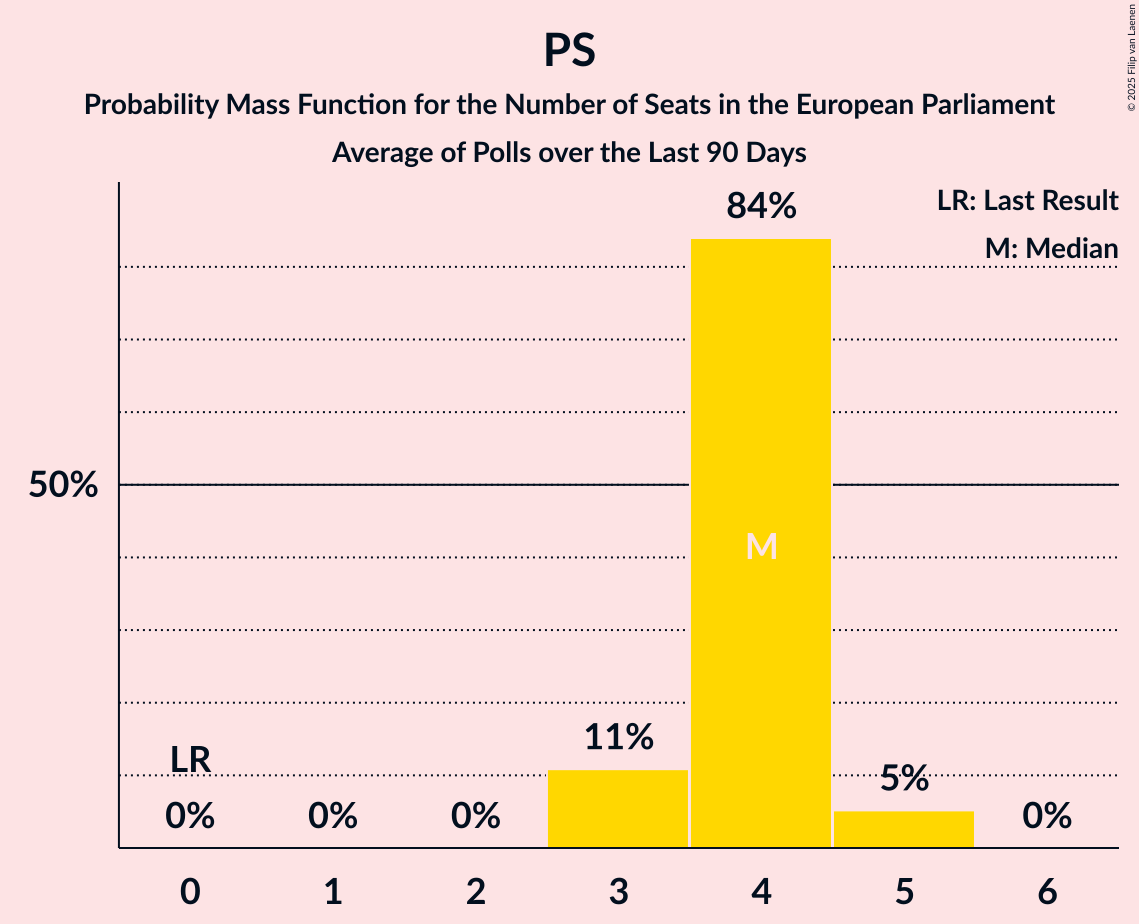 PS
Probability Mass Function for the Number of Seats in the European Parliament
Average of Polls over the Last 90 Days
© 2025 Filip van Laenen
LR: Last Result
M: Median
84%
50%
M
11%
LR
5%
0%
0%
0%
0%
0
1
2
3
4
5
6